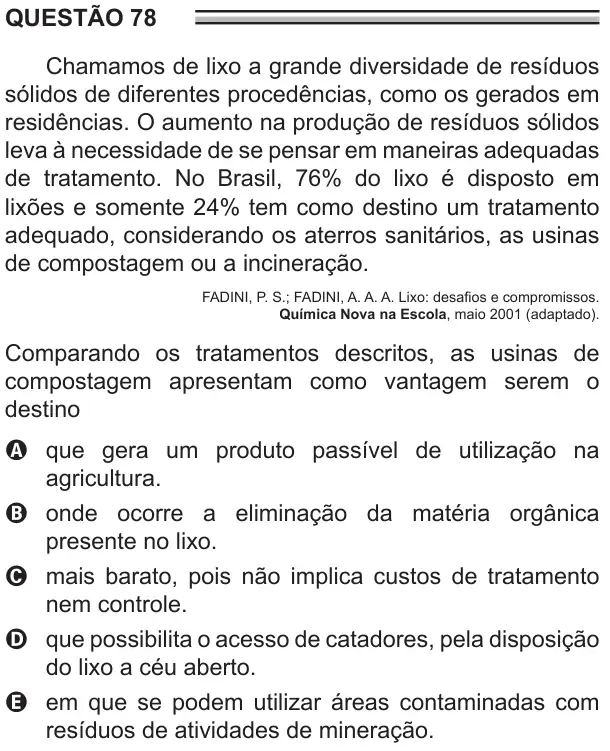 QUESTÃO 78
Chamamos de lixo a grande diversidade de resíduos
sólidos de diferentes procedências, como os gerados em
residências. O aumento na produção de resíduos sólidos
leva à necessidade de se pensar em maneiras adequadas
de tratamento. No Brasil, 76% do lixo é disposto em
lixões e somente 24% tem como destino um tratamento
adequado, considerando os aterros sanitários, as usinas
de compostagem ou a incineração.
FADINI, P. S.; FADINI, A. A. A. Lixo: desafios e compromissos.
Química Nova na Escola, maio 2001 (adaptado).
Comparando os tratamentos descritos, as usinas de
compostagem apresentam como vantagem serem o
destino
A que gera um produto passível de utilização na
agricultura.
B onde ocorre a eliminação da matéria orgânica
presente no lixo.
C mais barato, pois não implica custos de tratamento
nem controle.
D que possibilita o acesso de catadores, pela disposição
do lixo a céu aberto.
E em que se podem utilizar áreas contaminadas com
resíduos de atividades de mineração.